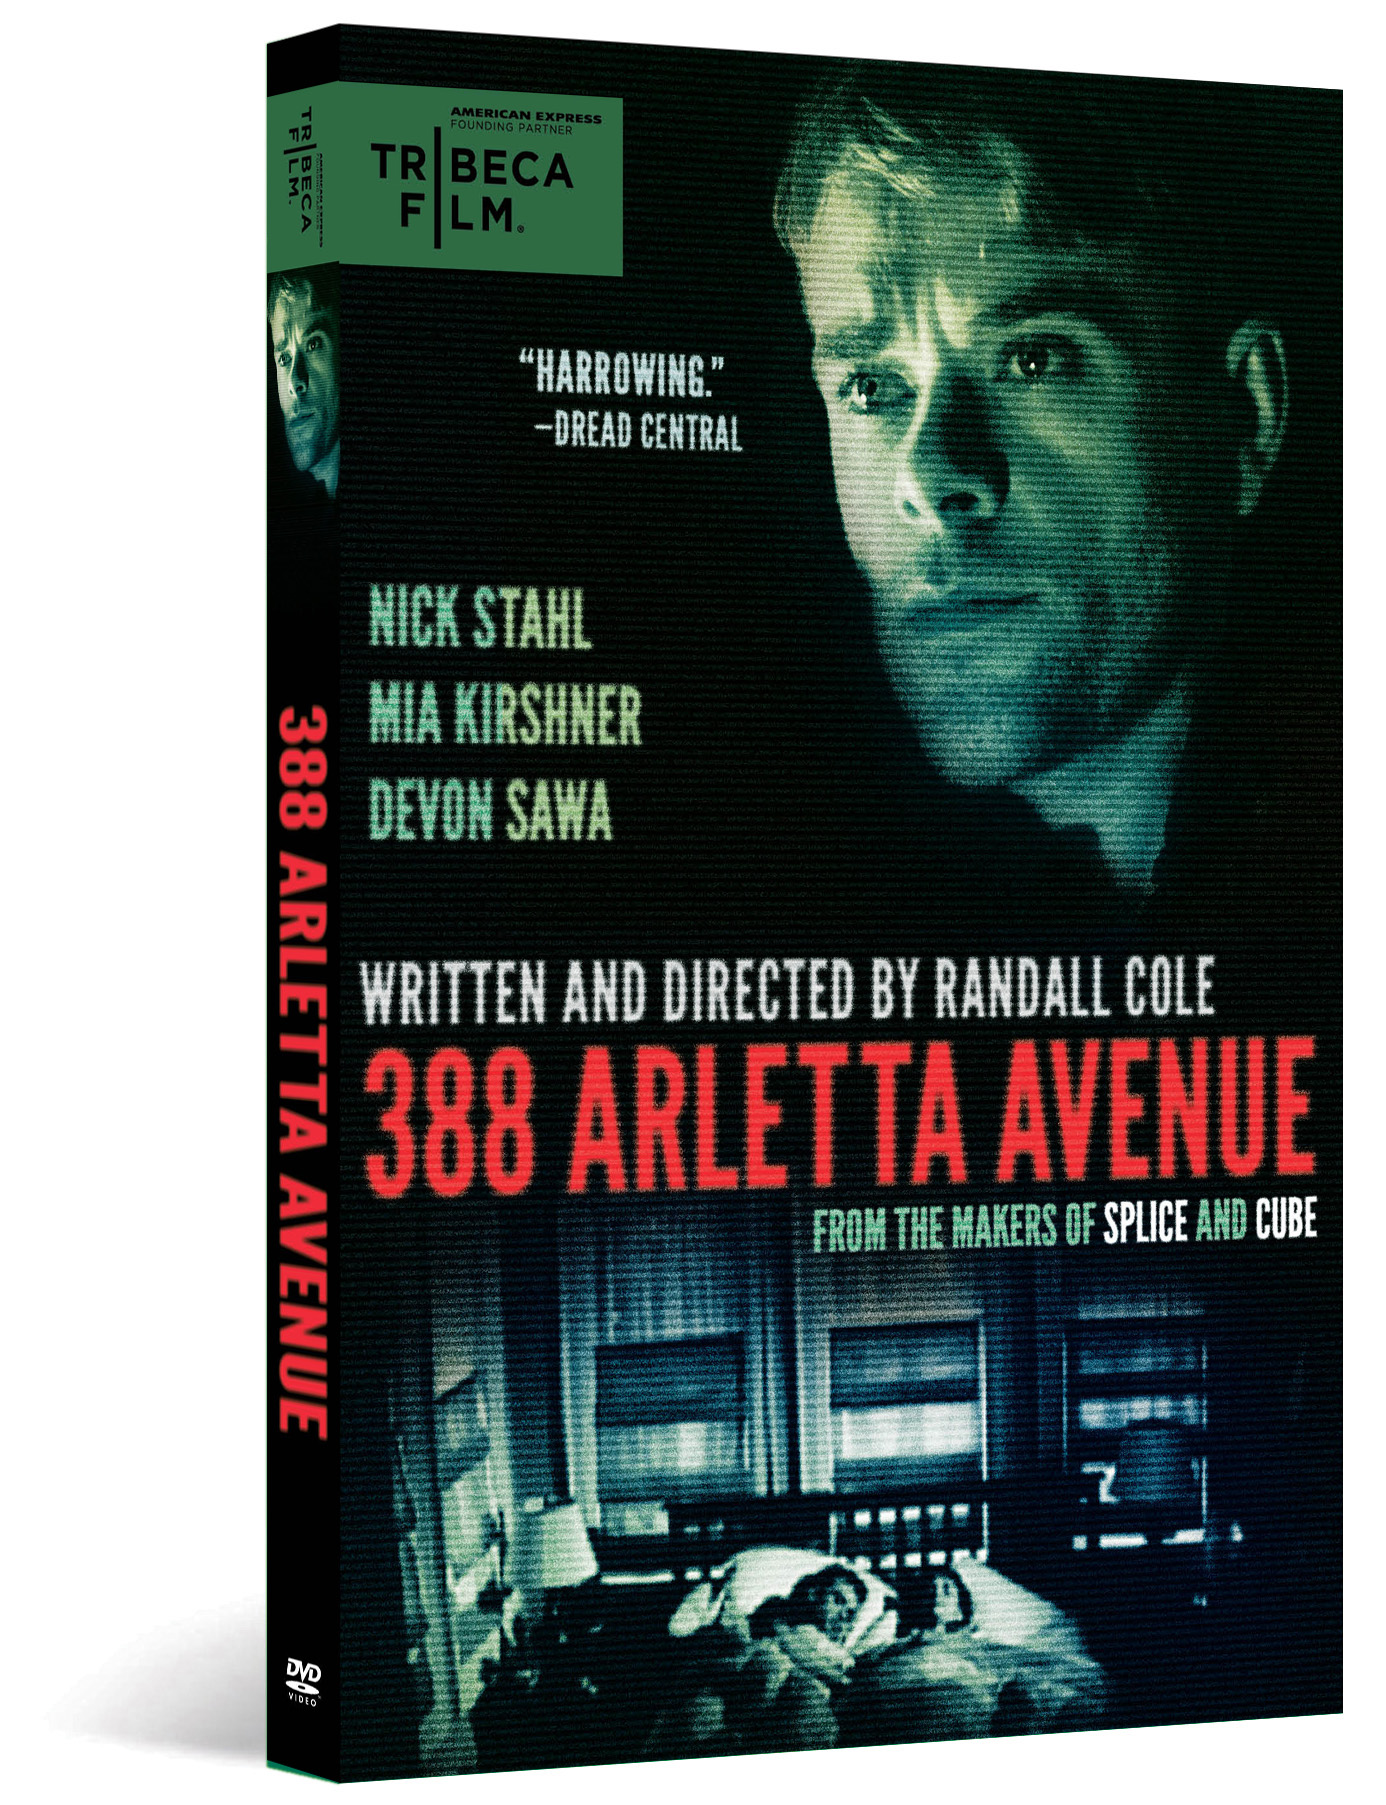 AMERICAN EXPRESS
FOUNDING PARTNER
TRIBECA
FILM.®
"HARROWING."
–DREAD CENTRAL
NICK STAHL
MIA KIRSHNER
DEVON SAWA
WRITTEN AND DIRECTED BY RANDALL COLE
388 ARLETTA AVENUE
FROM THE MAKERS OF SPLICE AND CUBE
TRIBECA
FILM.
AMERICAN EXPRESS
388 ARLETTA AVENUE
DVD
VIDEO